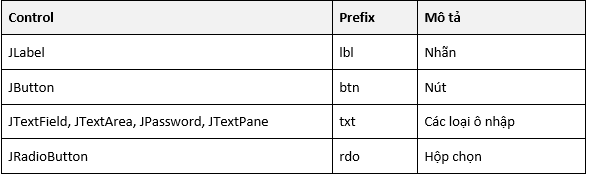 Control Prefix Mô tả
JLabel lbl Nhãn
JButton btn Nút
JTextField, JTextArea, JPassword, JTextPane txt Các loại ô nhập
JRadioButton rdo Hộp chọn